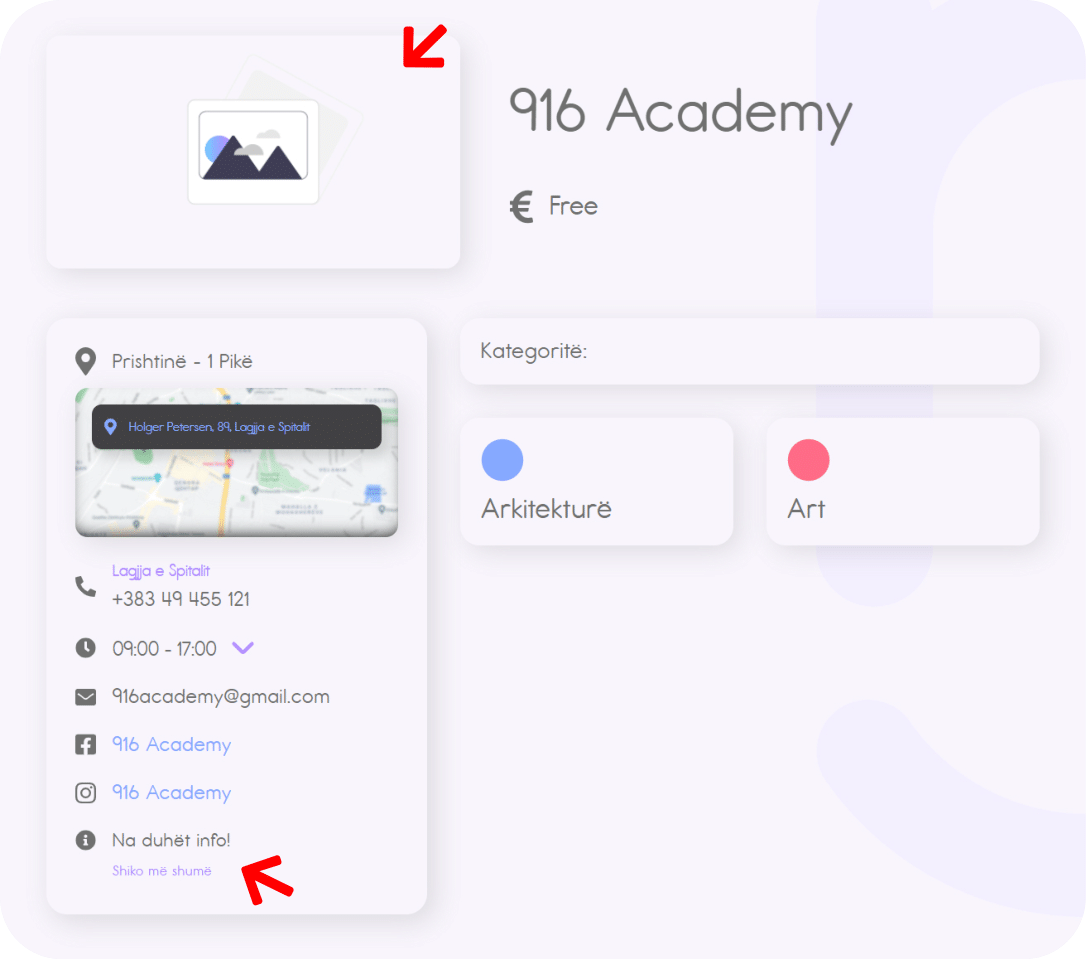 916 Academy
€ Free
Prishtinë - 1 Pikë
Holger Petersen, 89, Lagjja e Spitalit
Lagjja e Spitalit
+383 49 455 121
09:00 - 17:00
916academy@gmail.com
916 Academy
916 Academy
Na duhët info!
Shiko më shumë
Kategoritë:
Arkitekturë
Art